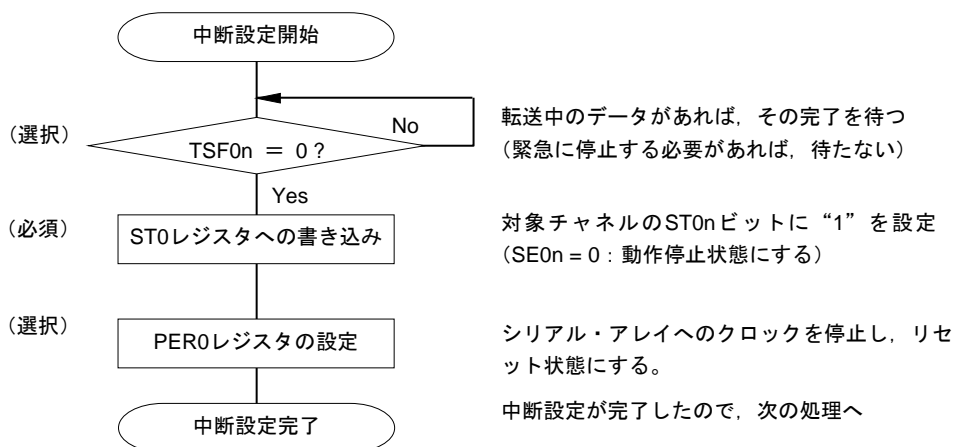 中断設定開始
(選択)
TSF0n = 0？
No
転送中のデータがあれば，その完了を待つ
(緊急に停止する必要があれば，待たない)
Yes
(必須)
ST0レジスタへの書き込み
対象チャネルのST0nビットに“1”を設定
(SE0n = 0：動作停止状態にする)
(選択)
PER0レジスタの設定
シリアル・アレイへのクロックを停止し，リセ
ット状態にする。
中断設定完了
中断設定が完了したので，次の処理へ